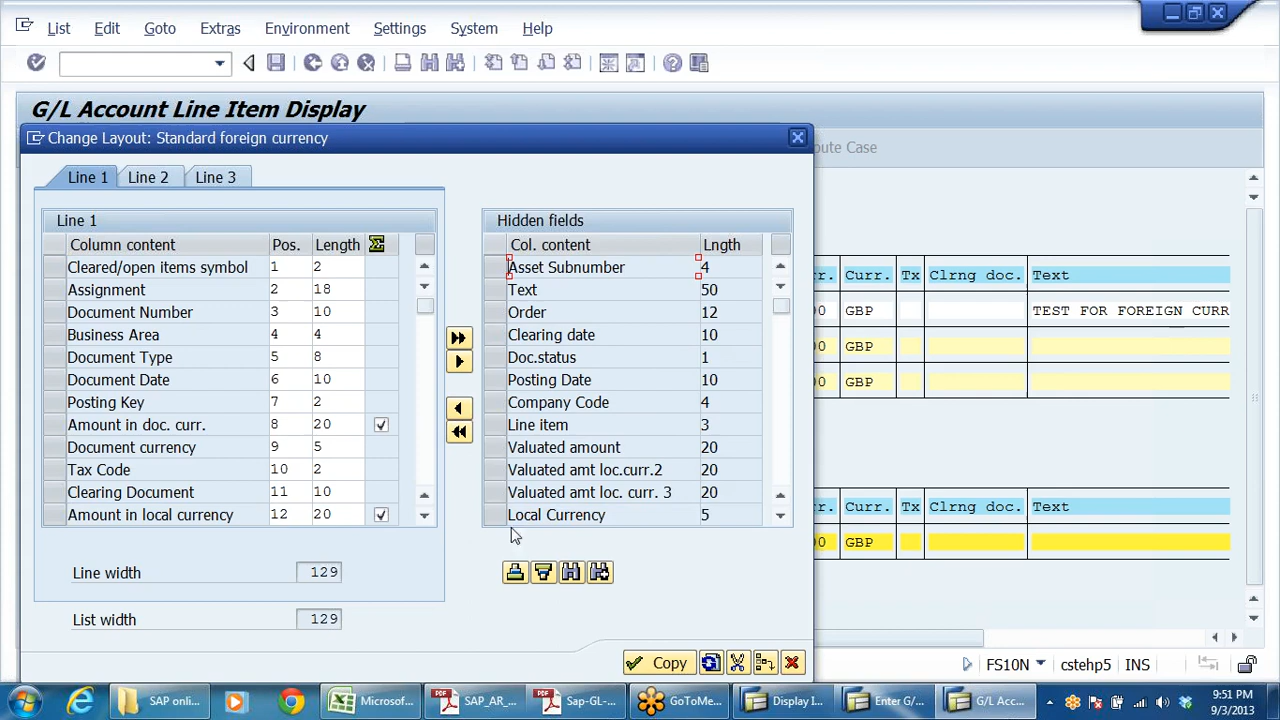 List Edit Goto Extras Environment Settings System Help
G/L Account Line Item Display
Change Layout: Standard foreign currency
Line 1 Line 2 Line 3
Line 1
Column content Pos. Length
Cleared/open items symbol 1 2
Assignment 2 18
Document Number 3 10
Business Area 4 4
Document Type 5 8
Document Date 6 10
Posting Key 7 2
Amount in doc. curr. 8 20
Document currency 9 5
Tax Code 10 2
Clearing Document 11 10
Amount in local currency 12 20
Line width 129
List width 129
Hidden fields
Col. content Lngth
Asset Subnumber 4
Text 50
Order 12
Clearing date 10
Doc.status 1
Posting Date 10
Company Code 4
Line item 3
Valuated amount 20
Valuated amt loc.curr.2 20
Valuated amt loc. curr. 3 20
Local Currency 5
Copy
Case
Curr. Tx Clrng doc. Text
GBP TEST FOR FOREIGN CURR
GBP
GBP
Curr. Tx Clrng doc. Text
GBP
FS10N cstehp5 INS
SAP onli... Microsof... SAP_AR_... Sap-GL-... GoToMe... Display I... Enter G/... G/L Acc...
9:51 PM
9/3/2013